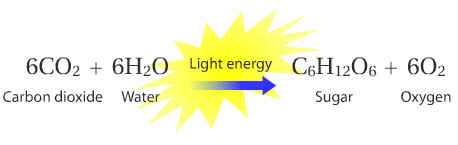 6CO₂ + 6H₂O Light energy C₆H₁₂O₆ + 6O₂
Carbon dioxide Water Sugar Oxygen